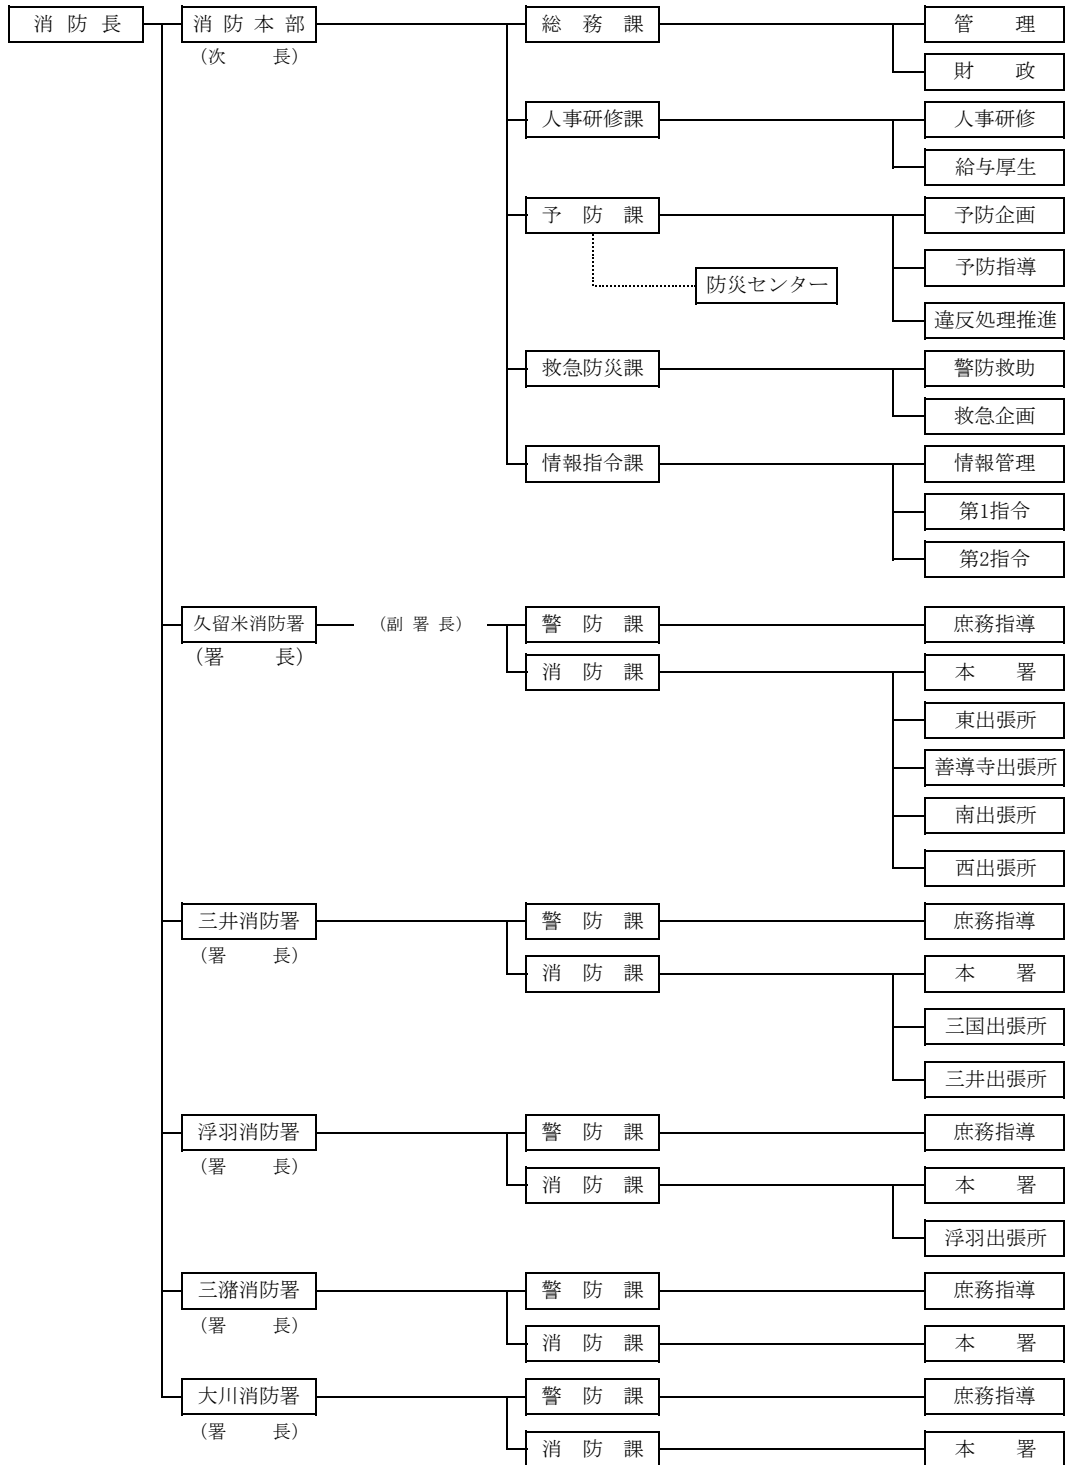 消防長 消防本部 総務課 管理
(次長)
財政
人事研修課 人事研修
給与厚生
予防課 予防企画
予防指導
防災センター
違反処理推進
救急防災課 警防救助
救急企画
情報指令課 情報管理
第1指令
第2指令
久留米消防署 (副署長) 警防課 庶務指導
(署長)
消防課 本署
東出張所
善導寺出張所
南出張所
西出張所
三井消防署 警防課 庶務指導
(署長)
消防課 本署
三国出張所
三井出張所
浮羽消防署 警防課 庶務指導
(署長)
消防課 本署
浮羽出張所
三潴消防署 警防課 庶務指導
(署長)
消防課 本署
大川消防署 警防課 庶務指導
(署長)
消防課 本署